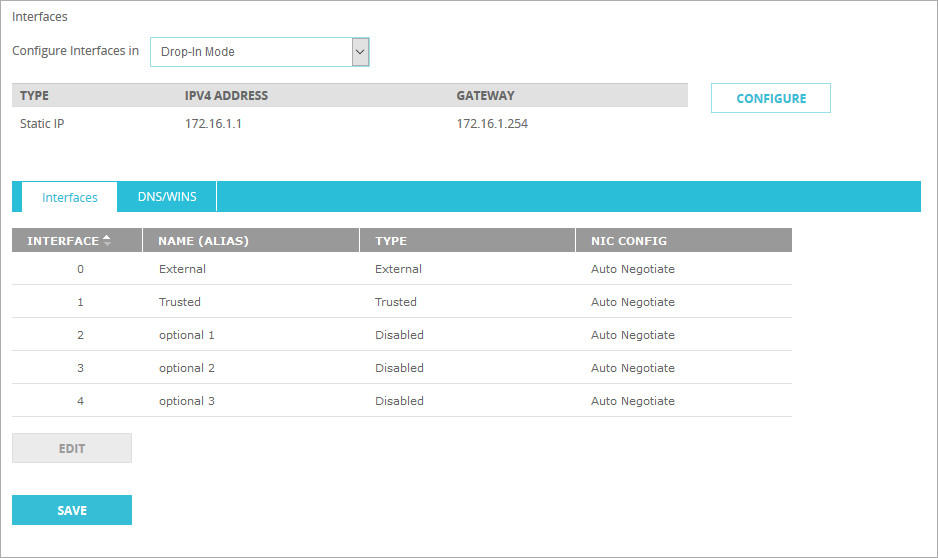 Interfaces
Configure Interfaces in Drop-In Mode
TYPE IPV4 ADDRESS GATEWAY CONFIGURE
Static IP 172.16.1.1 172.16.1.254
Interfaces DNS/WINS
INTERFACE NAME (ALIAS) TYPE NIC CONFIG
0 External External Auto Negotiate
1 Trusted Trusted Auto Negotiate
2 optional 1 Disabled Auto Negotiate
3 optional 2 Disabled Auto Negotiate
4 optional 3 Disabled Auto Negotiate
EDIT
SAVE